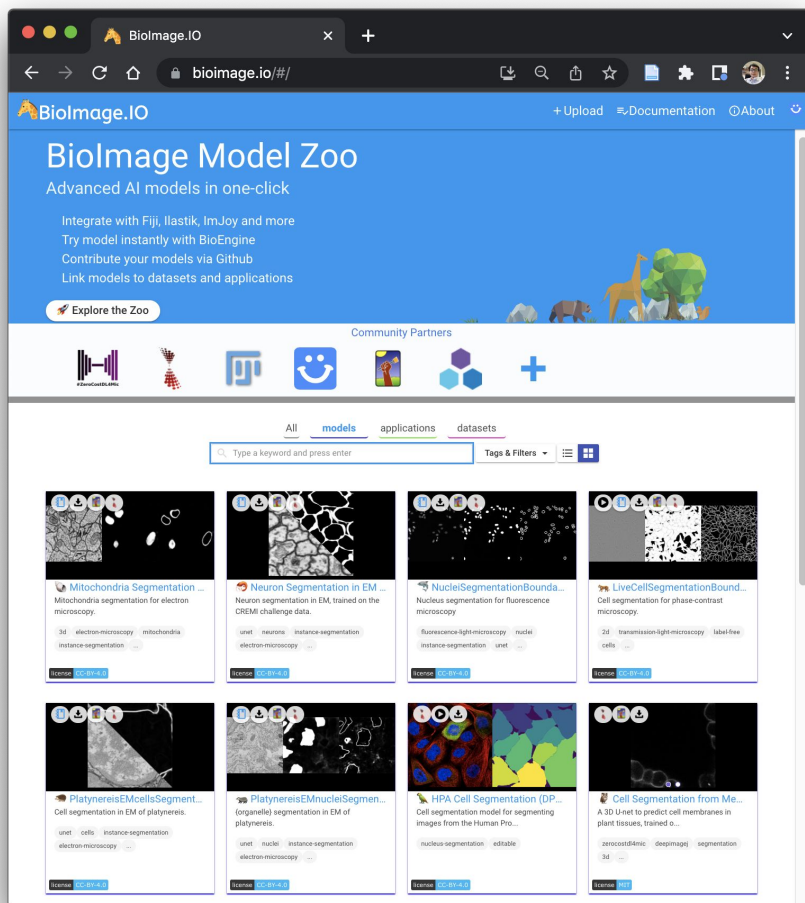 BioImage.IO
bioimage.io/#/
BioImage.IO
+Upload Documentation About
BioImage Model Zoo
Advanced AI models in one-click
Integrate with Fiji, Ilastik, ImJoy and more
Try model instantly with BioEngine
Contribute your models via Github
Link models to datasets and applications
🚀 Explore the Zoo
Community Partners
#ZeroCostDL4Mic
All models applications datasets
Type a keyword and press enter Tags & Filters
Mitochondria Segmentation ...
Mitochondria segmentation for electron
microscopy.
3d electron-microscopy mitochondria
instance-segmentation ...
license CC-BY-4.0
Neuron Segmentation in EM ...
Neuron segmentation in EM, trained on the
CREMI challenge data.
unet neurons instance-segmentation
electron-microscopy ...
license CC-BY-4.0
NucleiSegmentationBounda...
Nucleus segmentation for fluorescence
microscopy
fluorescence-light-microscopy nuclei
instance-segmentation unet ...
license CC-BY-4.0
LiveCellSegmentationBound...
Cell segmentation for phase-contrast
microscopy.
2d transmission-light-microscopy label-free
cells ...
license CC-BY-4.0
PlatynereisEMcellsSegment...
Cell segmentation in EM of platynereis.
unet cells instance-segmentation
electron-microscopy ...
license CC-BY-4.0
PlatynereisEMnucleiSegmen...
(organelle) segmentation in EM of
platynereis.
unet nuclei instance-segmentation
electron-microscopy ...
license CC-BY-4.0
HPA Cell Segmentation (DP...
Cell segmentation model for segmenting
images from the Human Pro...
nucleus-segmentation editable
license CC-BY-4.0
Cell Segmentation from Me...
A 3D U-net to predict cell membranes in
plant tissues, trained o...
zerocostdl4mic deepimagej segmentation
3d ...
license MIT